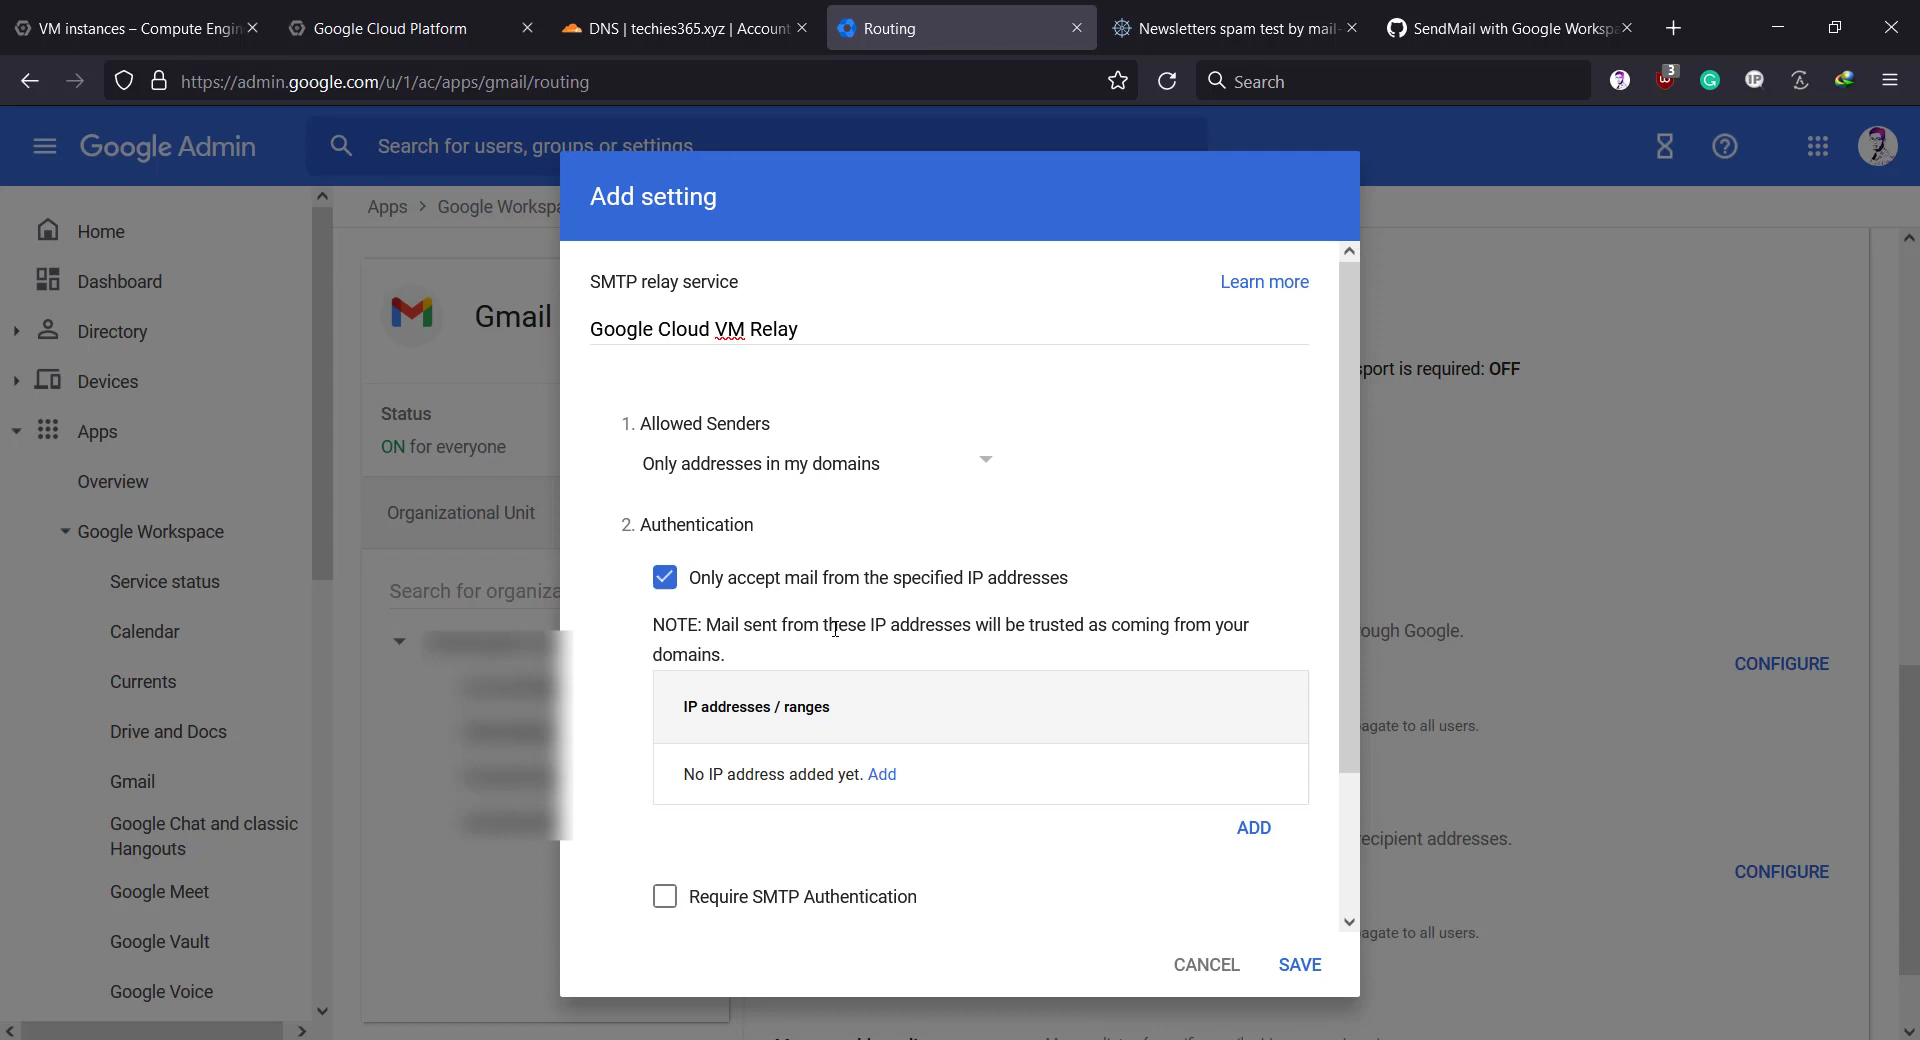 VM instances – Compute Engin
Google Cloud Platform
DNS | techies365.xyz | Account
Routing
Newsletters spam test by mail-
SendMail with Google Workspa
https://admin.google.com/u/1/ac/apps/gmail/routing
Search
3
IP
Google Admin
Search for users, groups or settings
Home
Dashboard
Directory
Devices
Apps
Overview
Google Workspace
Service status
Calendar
Currents
Drive and Docs
Gmail
Google Chat and classic
Hangouts
Google Meet
Google Vault
Google Voice
Apps > Google Workspa
Gmail
Status
ON for everyone
Organizational Unit
Search for organiza
Add setting
SMTP relay service
Learn more
Google Cloud VM Relay
1. Allowed Senders
Only addresses in my domains
2. Authentication
Only accept mail from the specified IP addresses
NOTE: Mail sent from these IP addresses will be trusted as coming from your
domains.
IP addresses / ranges
No IP address added yet. Add
ADD
Require SMTP Authentication
CANCEL
SAVE
sport is required: OFF
ough Google.
CONFIGURE
agate to all users.
ecipient addresses.
CONFIGURE
agate to all users.